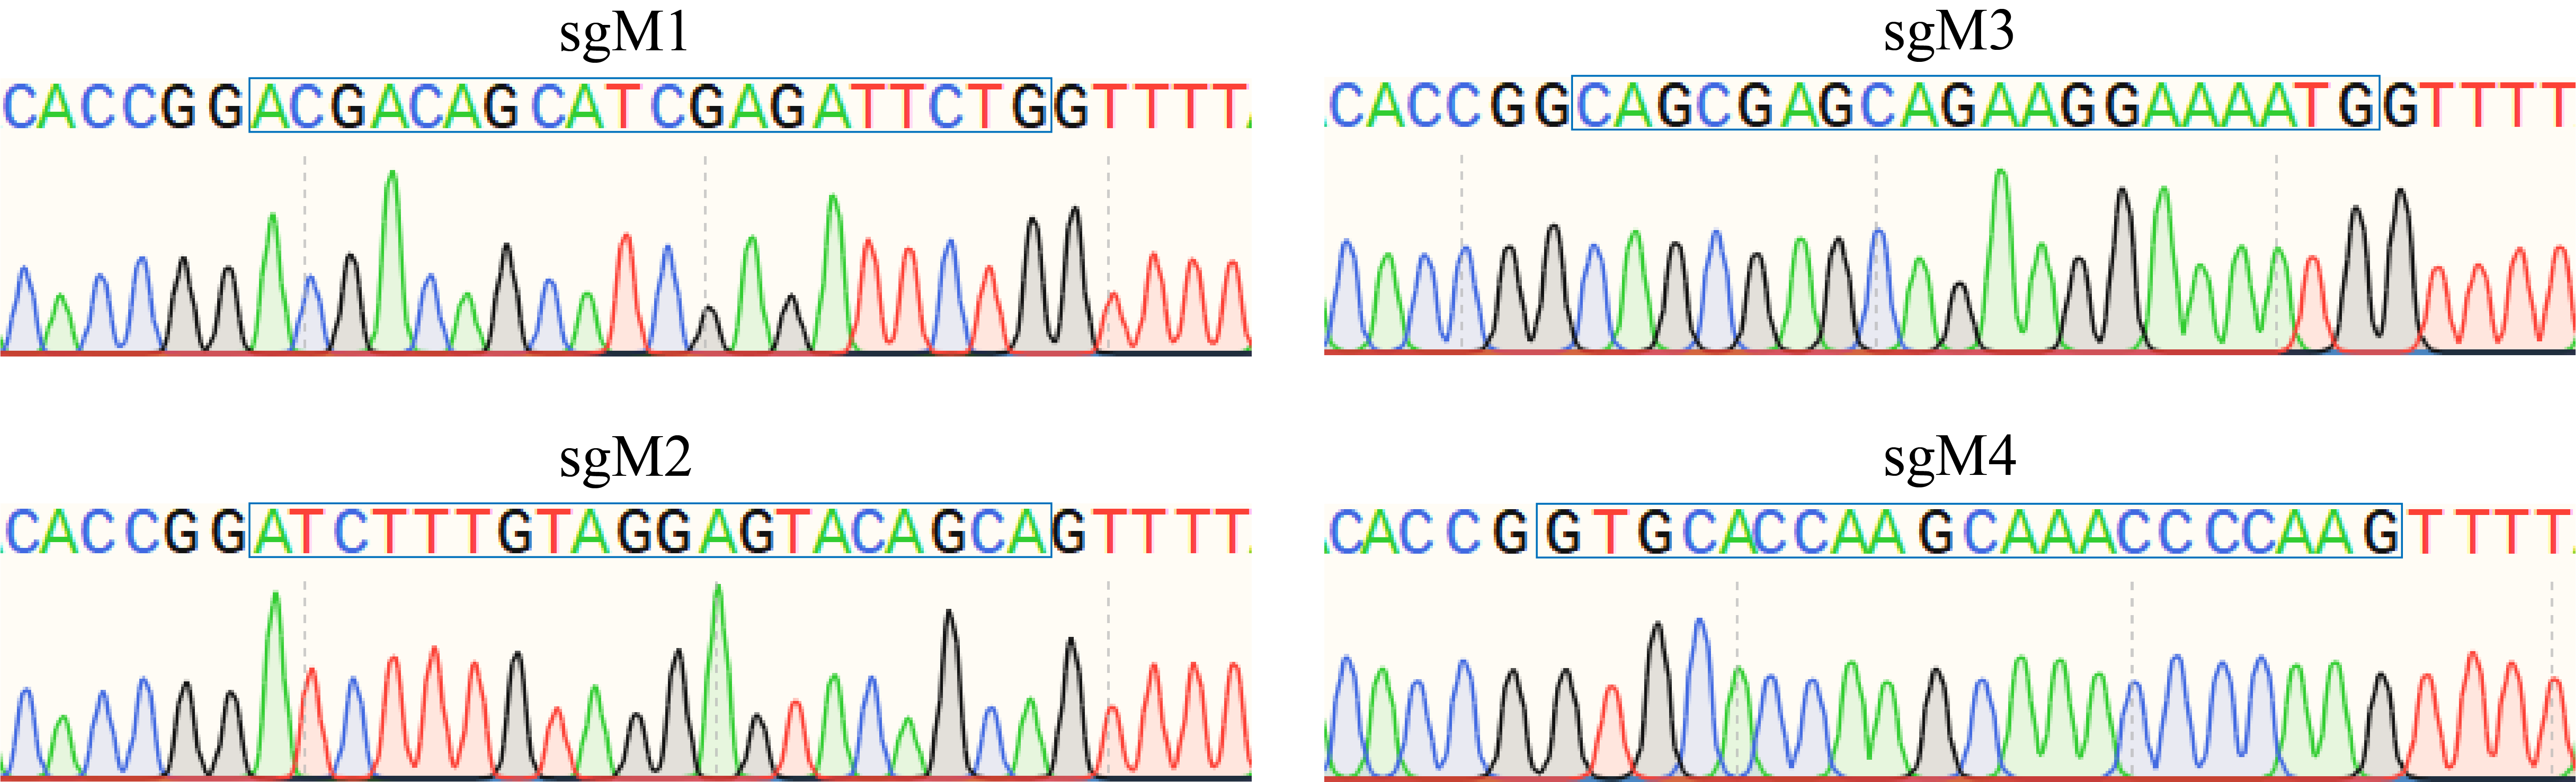 sgM1
CACCGGACGACAGCATCGAGATTCTGGTTTT
sgM3
CACCGGCAGCGAGCAGAAGGAAAATGGTTTT
sgM2
CACCGGATCTTTGTAGGAGTACAGCAGTTTT
sgM4
CACCGGTGCACCAAGCAAACCCCAAGTTTT